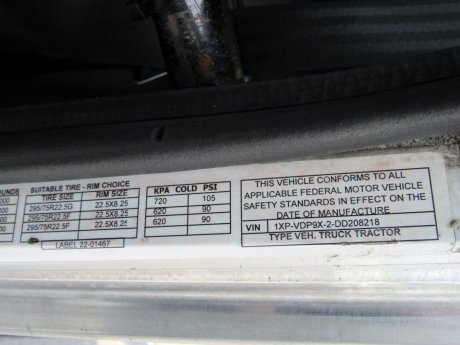 OUNDS SUITABLE TIRE - RIM CHOICE KPA COLD PSI
TIRE SIZE RIM SIZE
000 295/75R22.5G 22.5X8.25 720 105
000 295/75R22.5F 22.5X8.25 620 90
000 295/75R22.5F 22.5X8.25 620 90
LABEL 22-01467
THIS VEHICLE CONFORMS TO ALL
APPLICABLE FEDERAL MOTOR VEHICLE
SAFETY STANDARDS IN EFFECT ON THE
DATE OF MANUFACTURE
VIN 1XP-VDP9X-2-DD208218
TYPE VEH. TRUCK TRACTOR